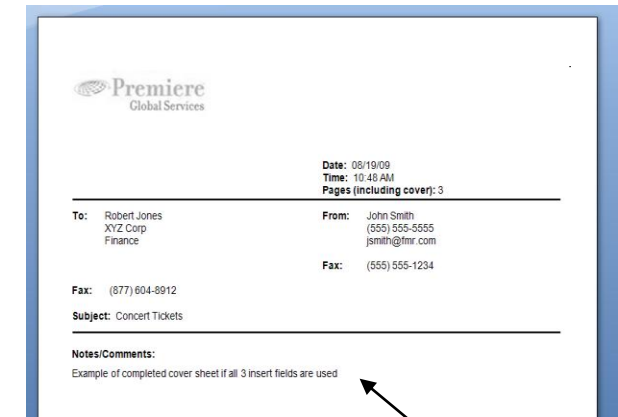 Premiere
Global Services
Date: 08/19/09
Time: 10:48 AM
Pages (including cover): 3
To: Robert Jones
XYZ Corp
Finance
From: John Smith
(555) 555-5555
jsmith@fmr.com
Fax: (555) 555-1234
Fax: (877) 604-8912
Subject: Concert Tickets
Notes/Comments:
Example of completed cover sheet if all 3 insert fields are used